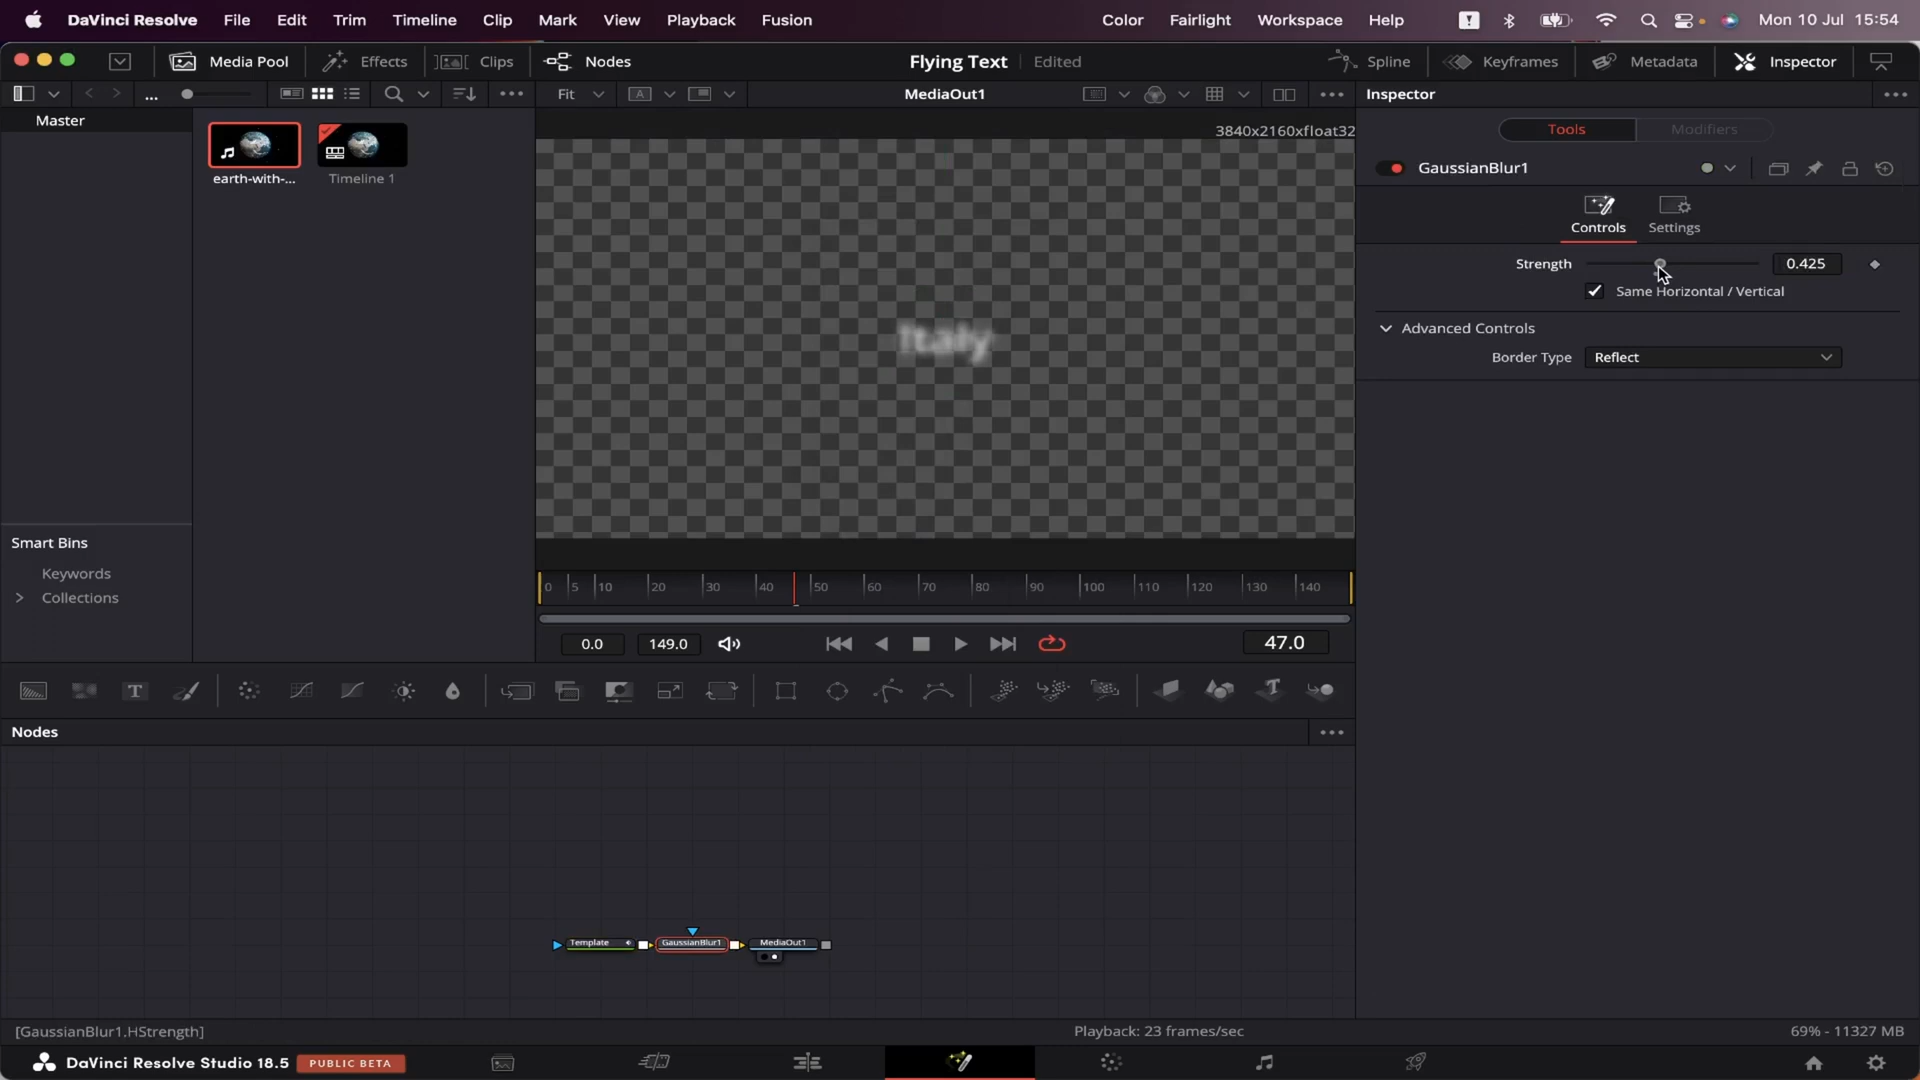 DaVinci Resolve File Edit Trim Timeline Clip Mark View Playback Fusion Color Fairlight Workspace Help Mon 10 Jul 15:54
Media Pool Effects Clips Nodes Flying Text Edited Spline Keyframes Metadata Inspector
... Fit A MediaOut1 Inspector
Master
3840x2160xfloat32
Tools Modifiers
earth-with-... Timeline 1
GaussianBlur1
Controls Settings
Strength 0.425
Same Horizontal / Vertical
Advanced Controls
Border Type Reflect
Italy
Smart Bins
Keywords
Collections
0 5 10 20 30 40 50 60 70 80 90 100 110 120 130 140
0.0 149.0 47.0
T T
Nodes
Template GaussianBlur1 MediaOut1
[GaussianBlur1.HStrength] Playback: 23 frames/sec 69% - 11327 MB
DaVinci Resolve Studio 18.5 PUBLIC BETA